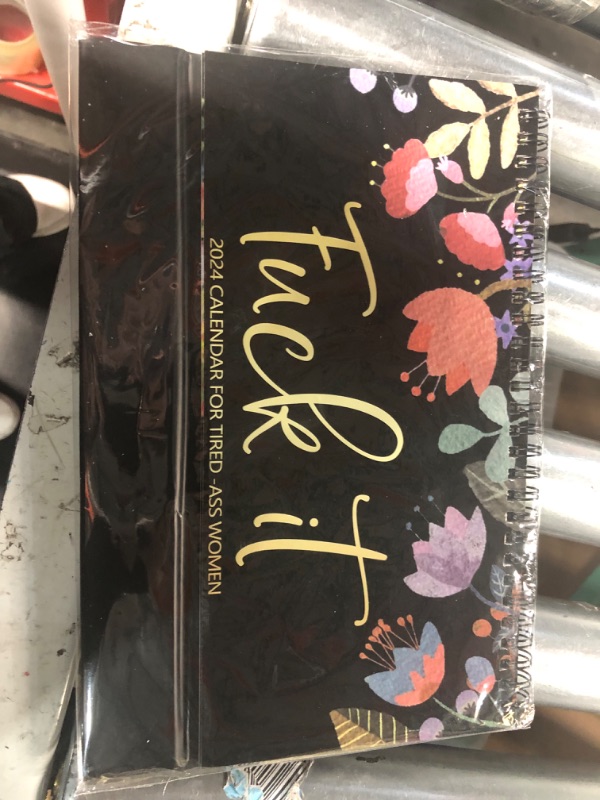 Fuck it
2024 CALENDAR FOR TIRED -ASS WOMEN